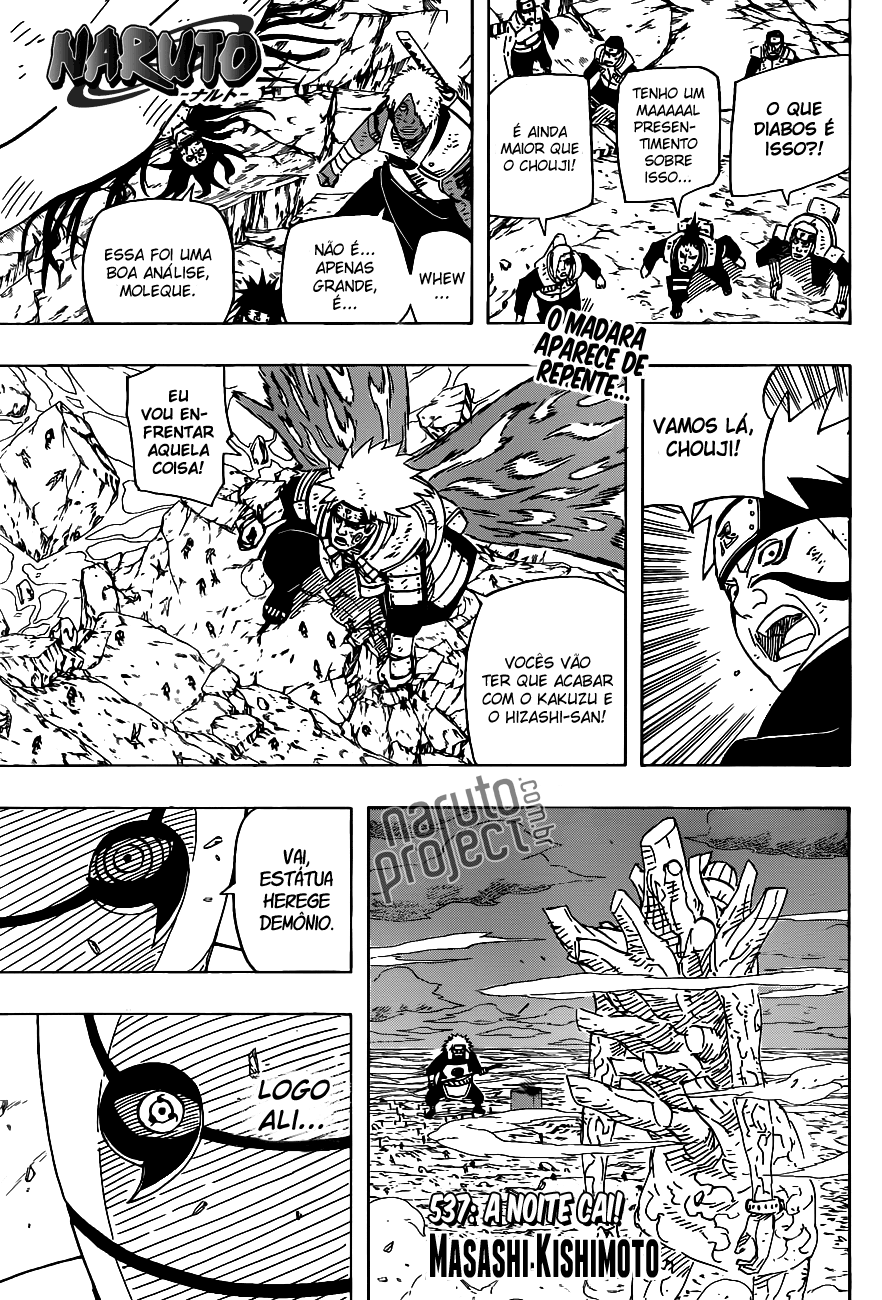 O QUE
DIABOS É
ISSO?!
TENHO UM
MAAAAAL
PRESEN-
TIMENTO
SOBRE
ISSO...
É AINDA
MAIOR QUE
O CHOUJI!
NARUTO
-ナルト-
WHEW
...
NÃO É...
APENAS
GRANDE,
É...
ESSA FOI UMA
BOA ANÁLISE,
MOLEQUE.
O MADARA
APARECE DE
REPENTE...
VAMOS LÁ,
CHOUJI!
EU
VOU EN-
FRENTAR
AQUELA
COISA!
VOCÊS VÃO
TER QUE ACABAR
COM O KAKUZU E
O HIZASHI-SAN!
naruto
project
.com.br
VAI,
ESTÁTUA
HEREGE
DEMÔNIO.
LOGO
ALI...
537: A NOITE CAI!
MASASHI KISHIMOTO